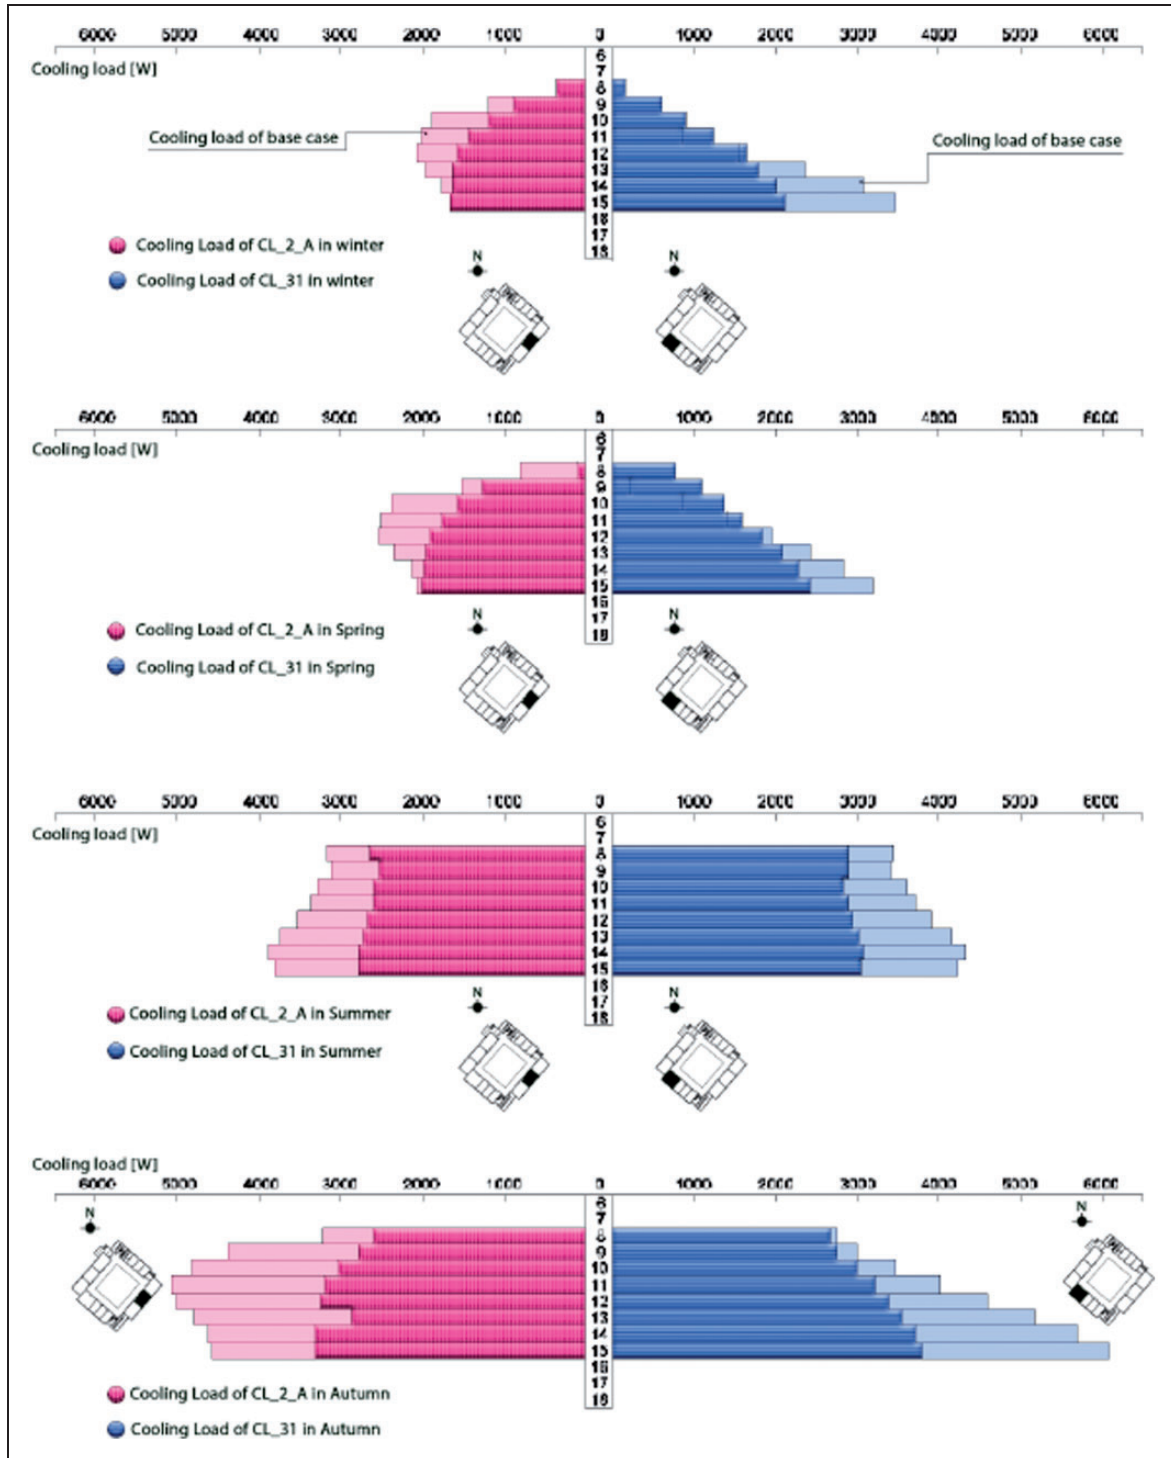 6000 5000 4000 3000 2000 1000 0 1000 2000 3000 4000 5000 6000
Cooling load [W]
6
7
8
9
10
11
12
13
14
15
16
17
18
Cooling load of base case
Cooling load of base case
Cooling Load of CL_2_A in winter
Cooling Load of CL_31 in winter
N N
6000 5000 4000 3000 2000 1000 0 1000 2000 3000 4000 5000 6000
Cooling load [W]
6
7
8
9
10
11
12
13
14
15
16
17
18
Cooling Load of CL_2_A in Spring
Cooling Load of CL_31 in Spring
N N
6000 5000 4000 3000 2000 1000 0 1000 2000 3000 4000 5000 6000
Cooling load [W]
6
7
8
9
10
11
12
13
14
15
16
17
18
Cooling Load of CL_2_A in Summer
Cooling Load of CL_31 in Summer
N N
Cooling load [W]
6000 5000 4000 3000 2000 1000 0 1000 2000 3000 4000 5000 6000
N N
6
7
8
9
10
11
12
13
14
15
16
17
18
Cooling Load of CL_2_A in Autumn
Cooling Load of CL_31 in Autumn